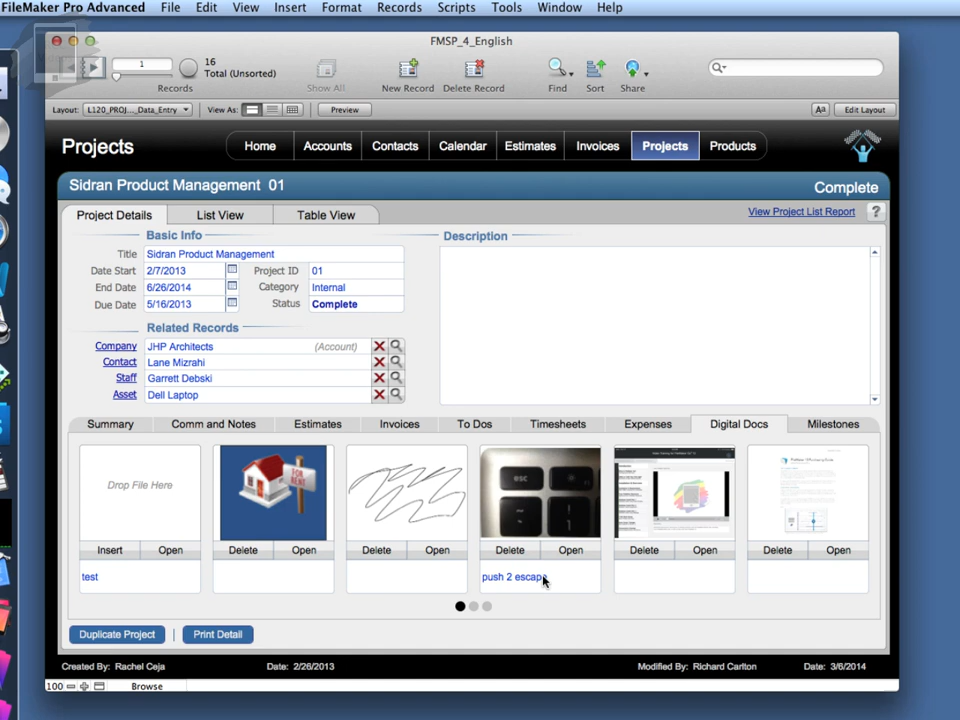 FileMaker Pro Advanced File Edit View Insert Format Records Scripts Tools Window Help
FMSP_4_English
1
16
Total (Unsorted)
Records
Show All
New Record
Delete Record
Find
Sort
Share
Layout: L120_PROJ..._Data_Entry View As: Preview
Aa
Edit Layout
Projects
Home Accounts Contacts Calendar Estimates Invoices Projects Products
Sidran Product Management 01
Complete
Project Details List View Table View
View Project List Report ?
Basic Info
Title Sidran Product Management
Date Start 2/7/2013 Project ID 01
End Date 6/26/2014 Category Internal
Due Date 5/16/2013 Status Complete
Description
Related Records
Company JHP Architects (Account)
Contact Lane Mizrahi
Staff Garrett Debski
Asset Dell Laptop
Summary Comm and Notes Estimates Invoices To Dos Timesheets Expenses Digital Docs Milestones
Drop File Here
FOR RENT
esc
Insert Open Delete Open Delete Open Delete Open Delete Open Delete Open
test
push 2 escape
Duplicate Project | Print Detail
Created By: Rachel Ceja Date: 2/26/2013 Modified By: Richard Carlton Date: 3/6/2014
100 Browse